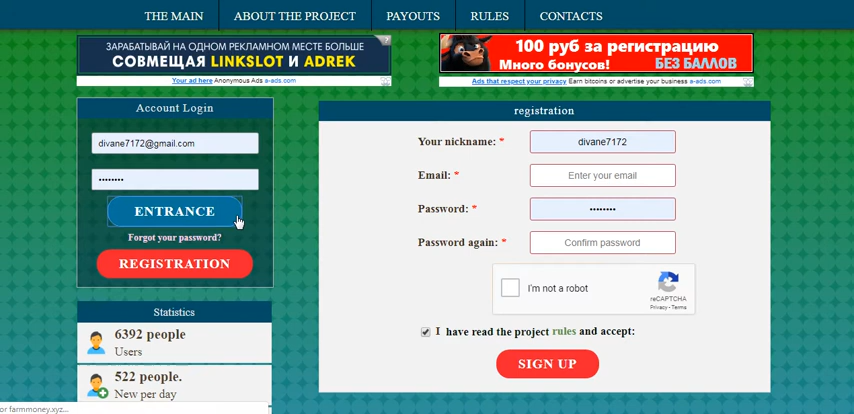 THE MAIN ABOUT THE PROJECT PAYOUTS RULES CONTACTS
ЗАРАБАТЫВАЙ НА ОДНОМ РЕКЛАМНОМ МЕСТЕ БОЛЬШЕ
СОВМЕЩАЯ LINKSLOT И ADREK
Your ad here Anonymous Ads a-ads.com
100 руб за регистрацию
Много бонусов! БЕЗ БАЛЛОВ
Ads that respect your privacy Earn bitcoins or advertise your business a-ads.com
Account Login
divane7172@gmail.com
••••••••
ENTRANCE
Forgot your password?
REGISTRATION
Statistics
6392 people
Users
522 people.
New per day
or farmmoney.xyz...
registration
Your nickname: * divane7172
Email: * Enter your email
Password: * ••••••••
Password again: * Confirm password
I'm not a robot
reCAPTCHA
Privacy - Terms
I have read the project rules and accept:
SIGN UP